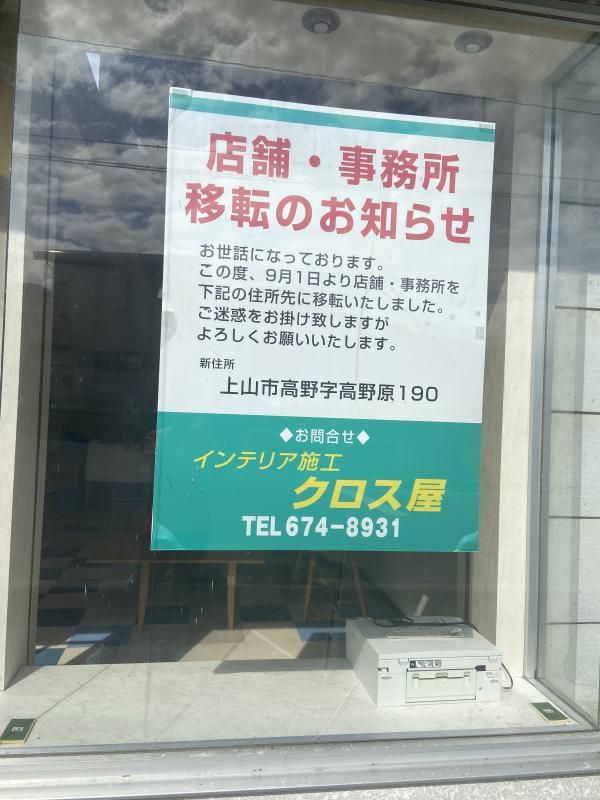 店舗・事務所
移転のお知らせ
お世話になっております。
この度、9月1日より店舗・事務所を
下記の住所先に移転いたしました。
ご迷惑をお掛け致しますが
よろしくお願いいたします。
新住所
上山市高野字高野原190
◆お問合せ◆
インテリア施工
クロス屋
TEL 674-8931